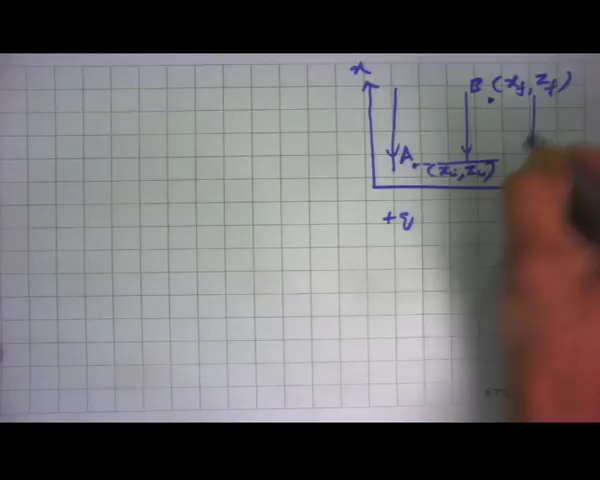 x
B. (xf, zf)
A. (xi, zi)
+q